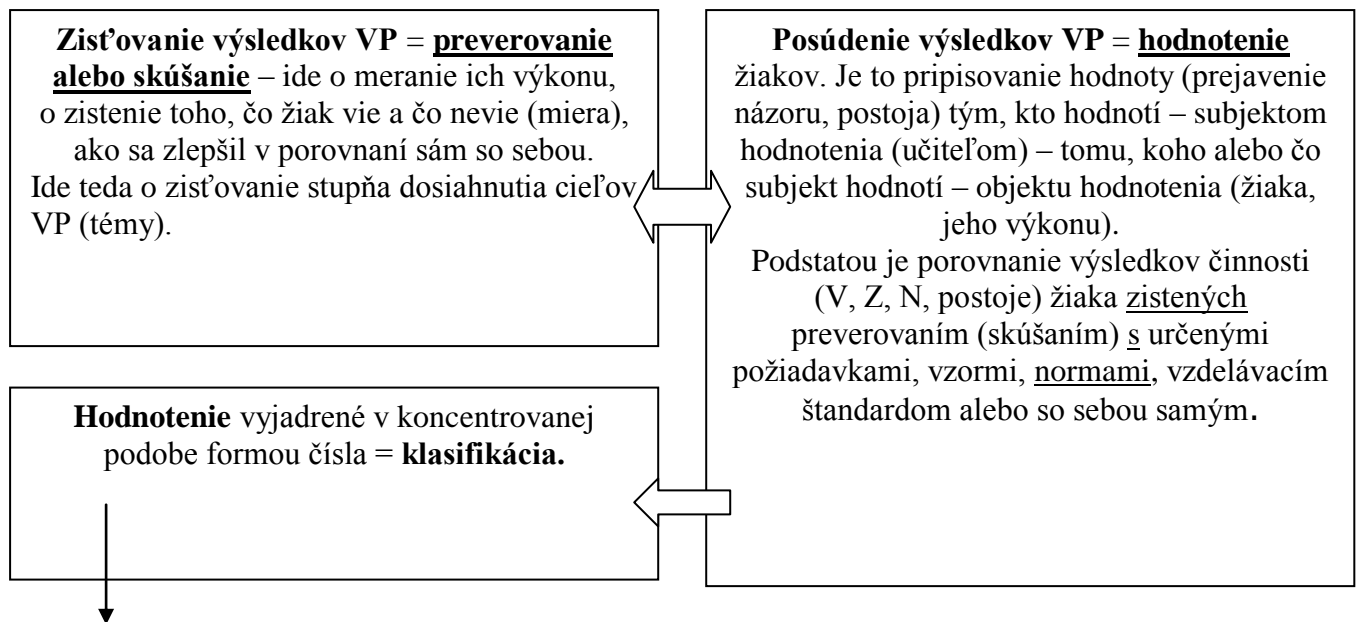 Zisťovanie výsledkov VP = preverovanie
alebo skúšanie – ide o meranie ich výkonu,
o zistenie toho, čo žiak vie a čo nevie (miera),
ako sa zlepšil v porovnaní sám so sebou.
Ide teda o zisťovanie stupňa dosiahnutia cieľov
VP (témy).
Posúdenie výsledkov VP = hodnotenie
žiakov. Je to pripisovanie hodnoty (prejavenie
názoru, postoja) tým, kto hodnotí – subjektom
hodnotenia (učiteľom) – tomu, koho alebo čo
subjekt hodnotí – objektu hodnotenia (žiaka,
jeho výkonu).
Podstatou je porovnanie výsledkov činnosti
(V, Z, N, postoje) žiaka zistených
preverovaním (skúšaním) s určenými
požiadavkami, vzormi, normami, vzdelávacím
štandardom alebo so sebou samým.
Hodnotenie vyjadrené v koncentrovanej
podobe formou čísla = klasifikácia.